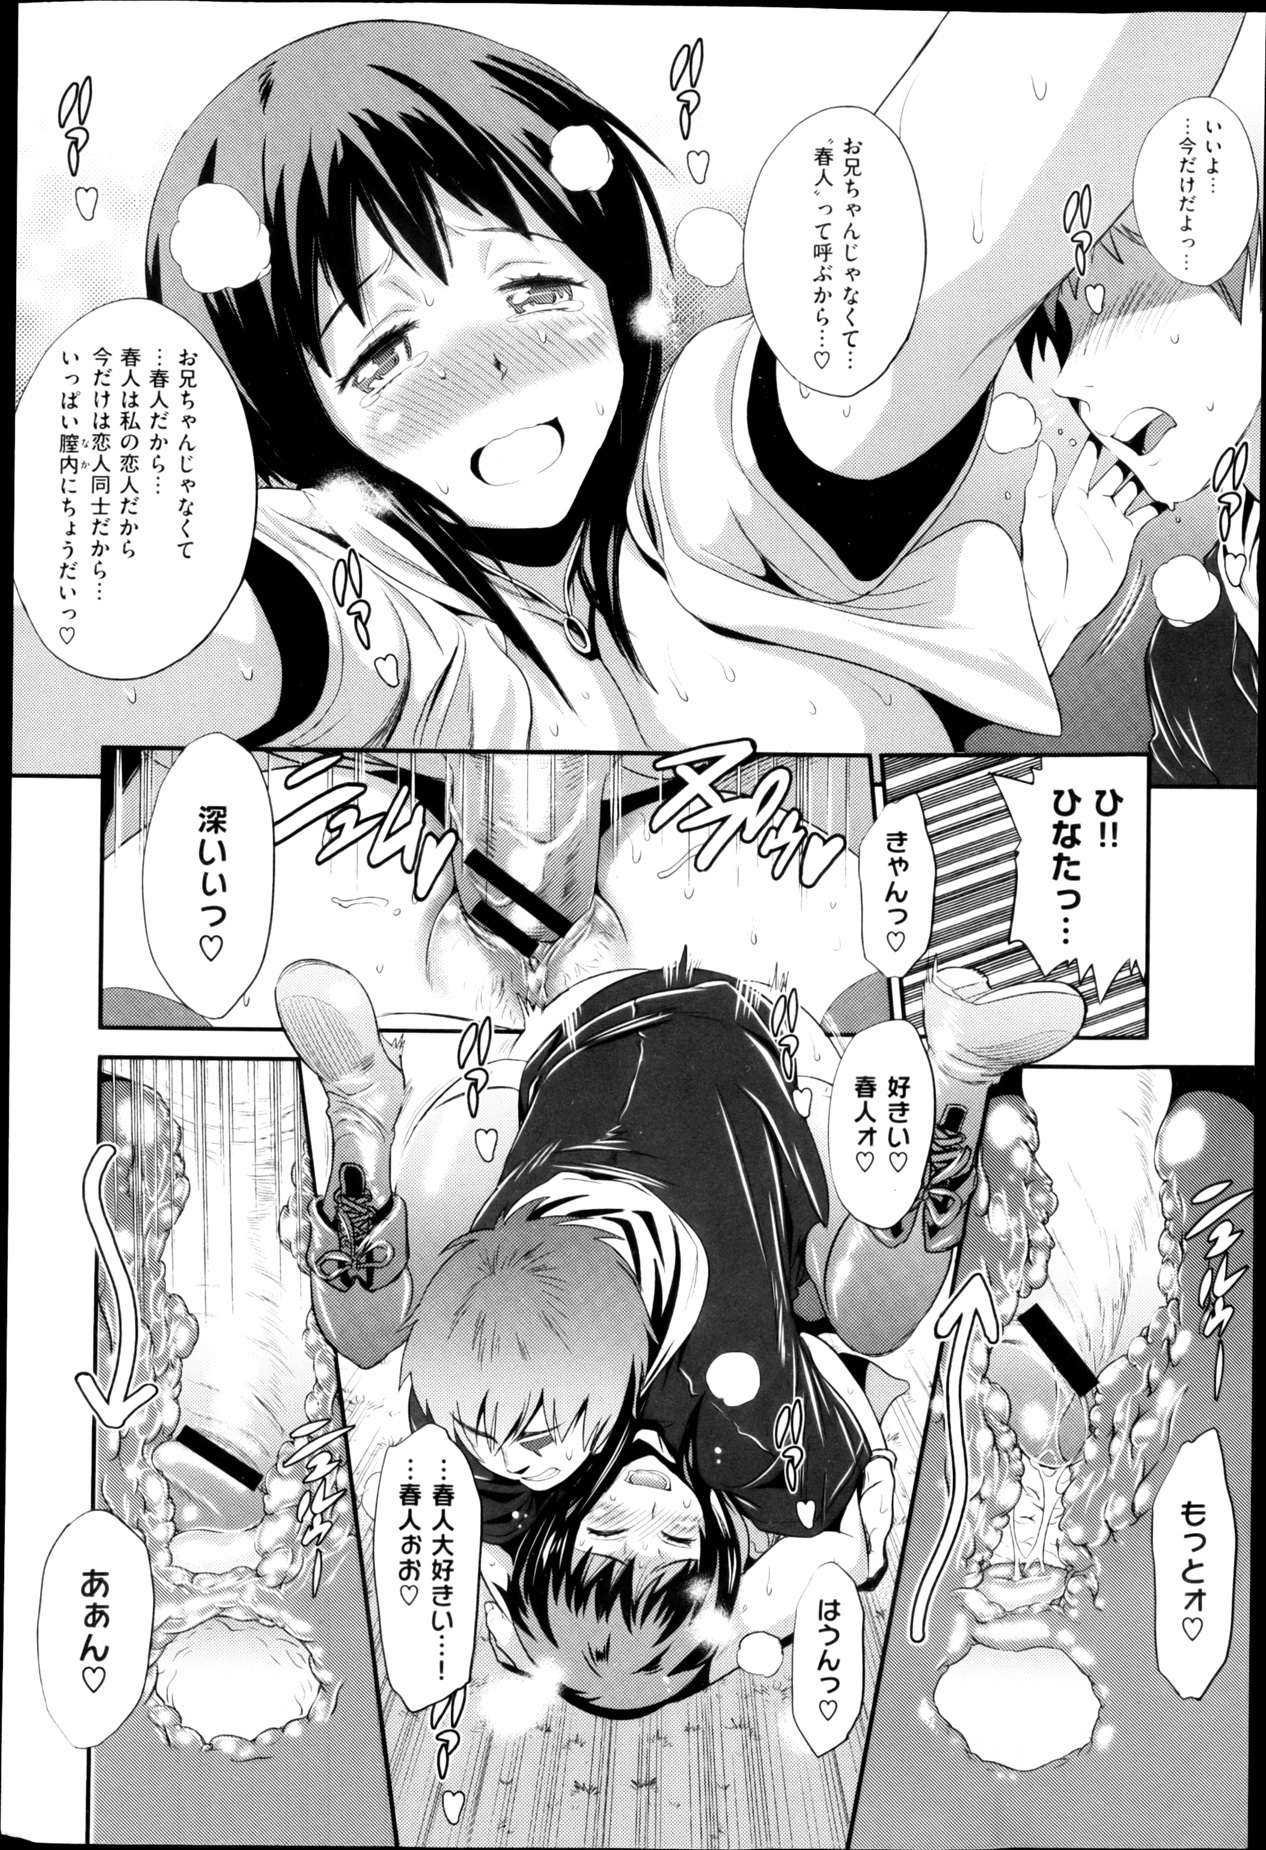 いいよ…
…今だけだよっ…
お兄ちゃんじゃなくて…
〝春人〟って呼ぶから…♡
お兄ちゃんじゃなくて
…春人だから…
春人は私の恋人だから
今だけは恋人同士だから…
いっぱい膣内にちょうだいっ♡
なか
ひ!!
ひなたっ…
きゃんっ♡
深いいっ♡
好きい♡
春人ォ♡
もっとォ♡
はうんっ♡
…春人大好きい…!
…春人ぉお♡
あぁん♡